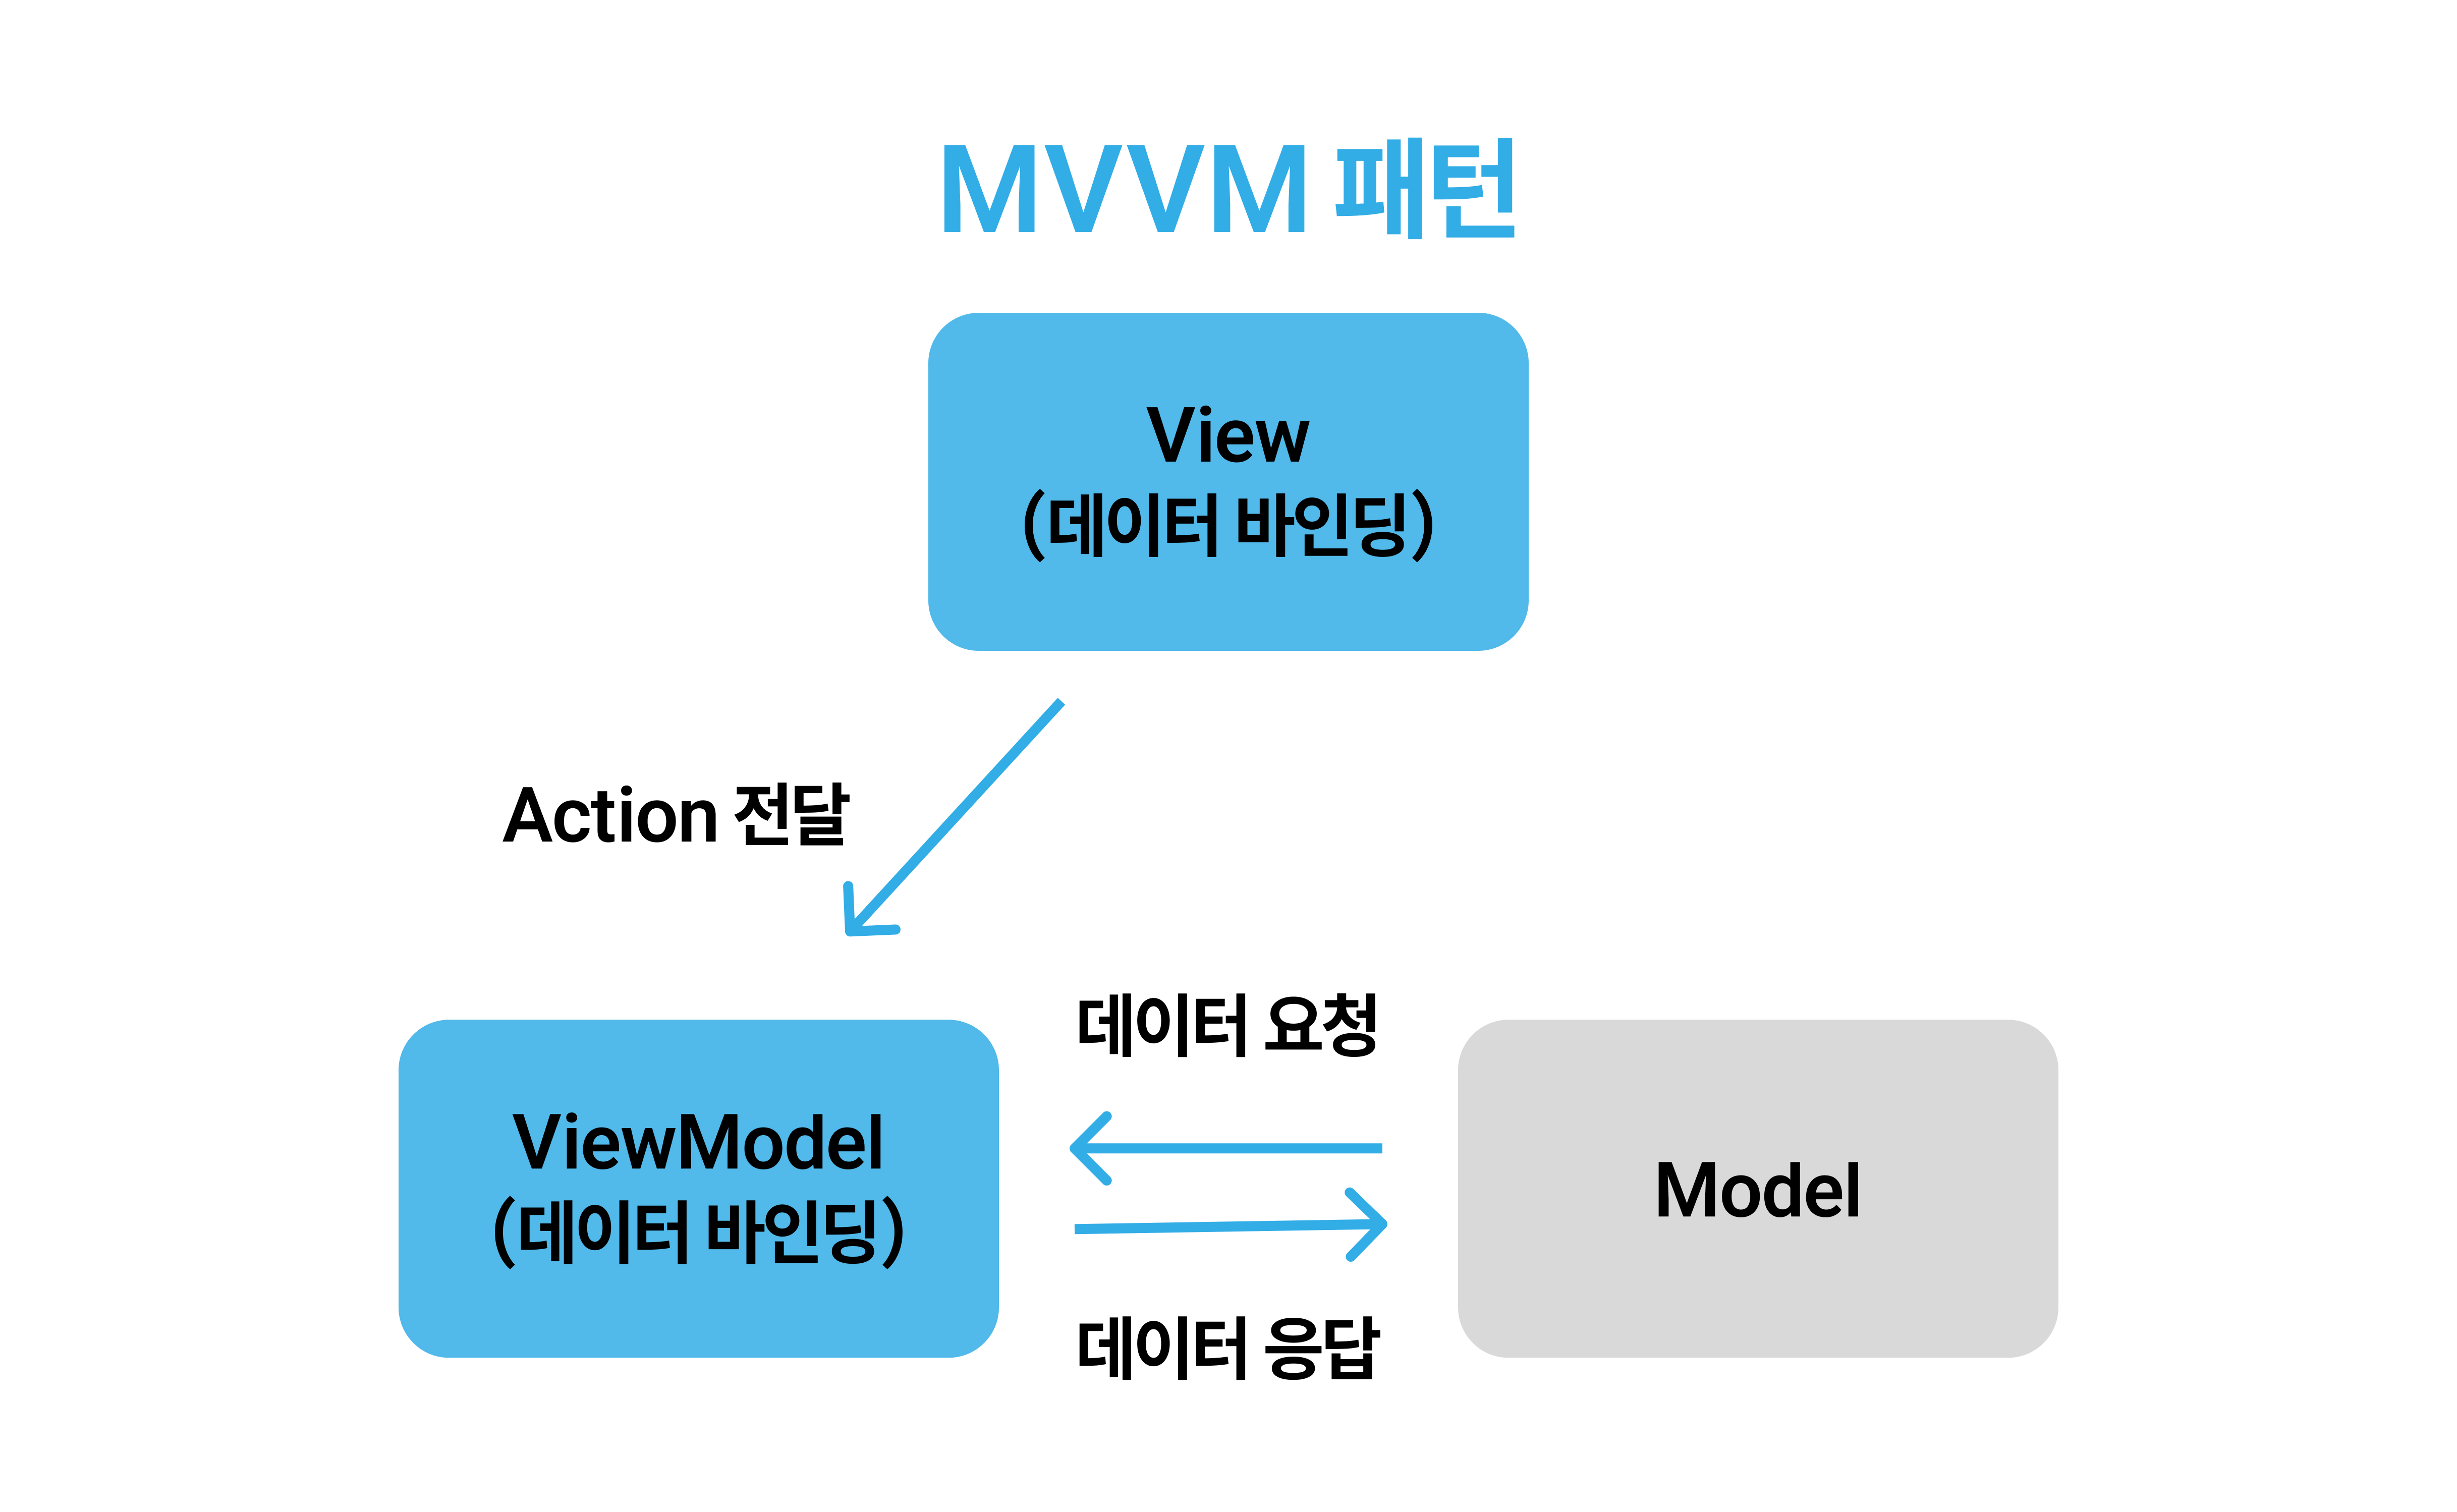 MVVM 패턴
View
(데이터 바인딩)
Action 전달
데이터 요청
ViewModel
(데이터 바인딩)
Model
데이터 응답